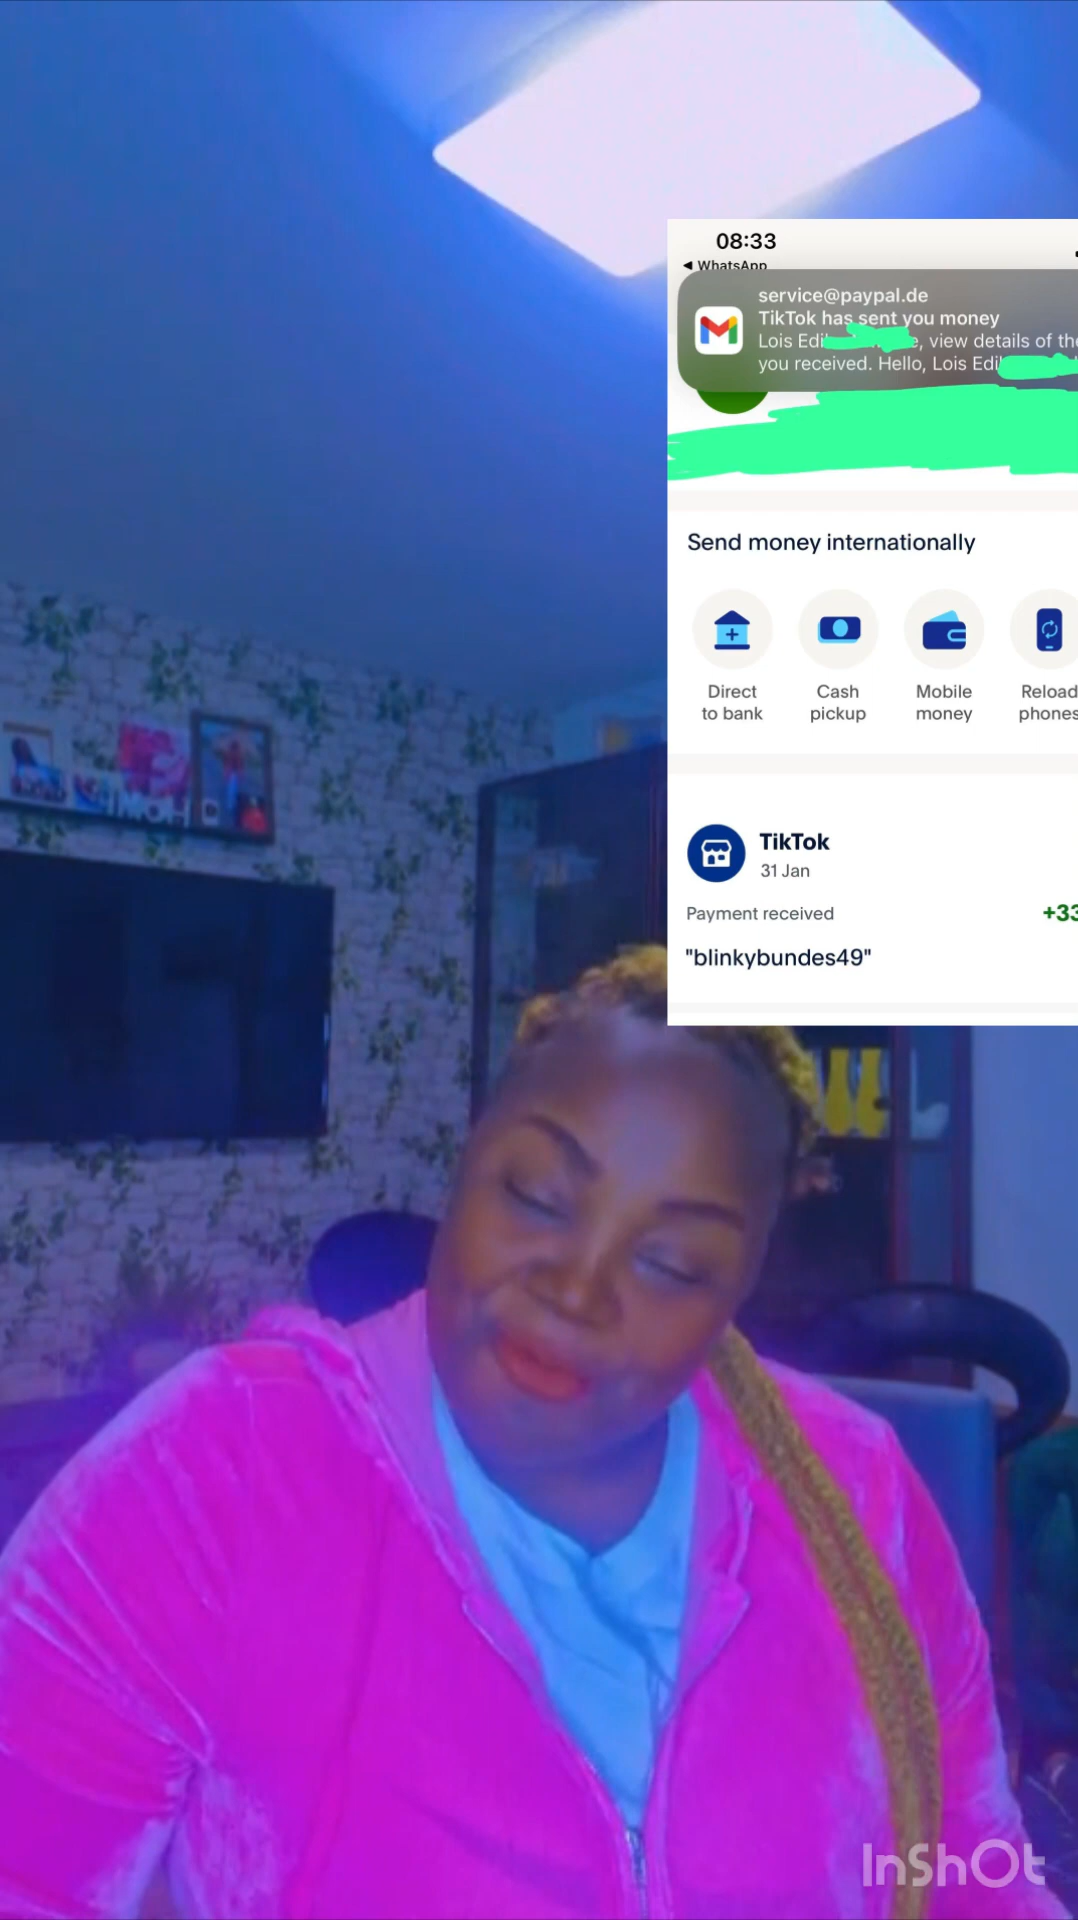 08:33
◀ WhatsApp
service@paypal.de
TikTok has sent you money
Lois Edi e, view details of the
you received. Hello, Lois Edi
Send money internationally
Direct
to bank
Cash
pickup
Mobile
money
Reload
phones
TikTok
31 Jan
Payment received
+33
"blinkybundes49"
HOME
InShOt